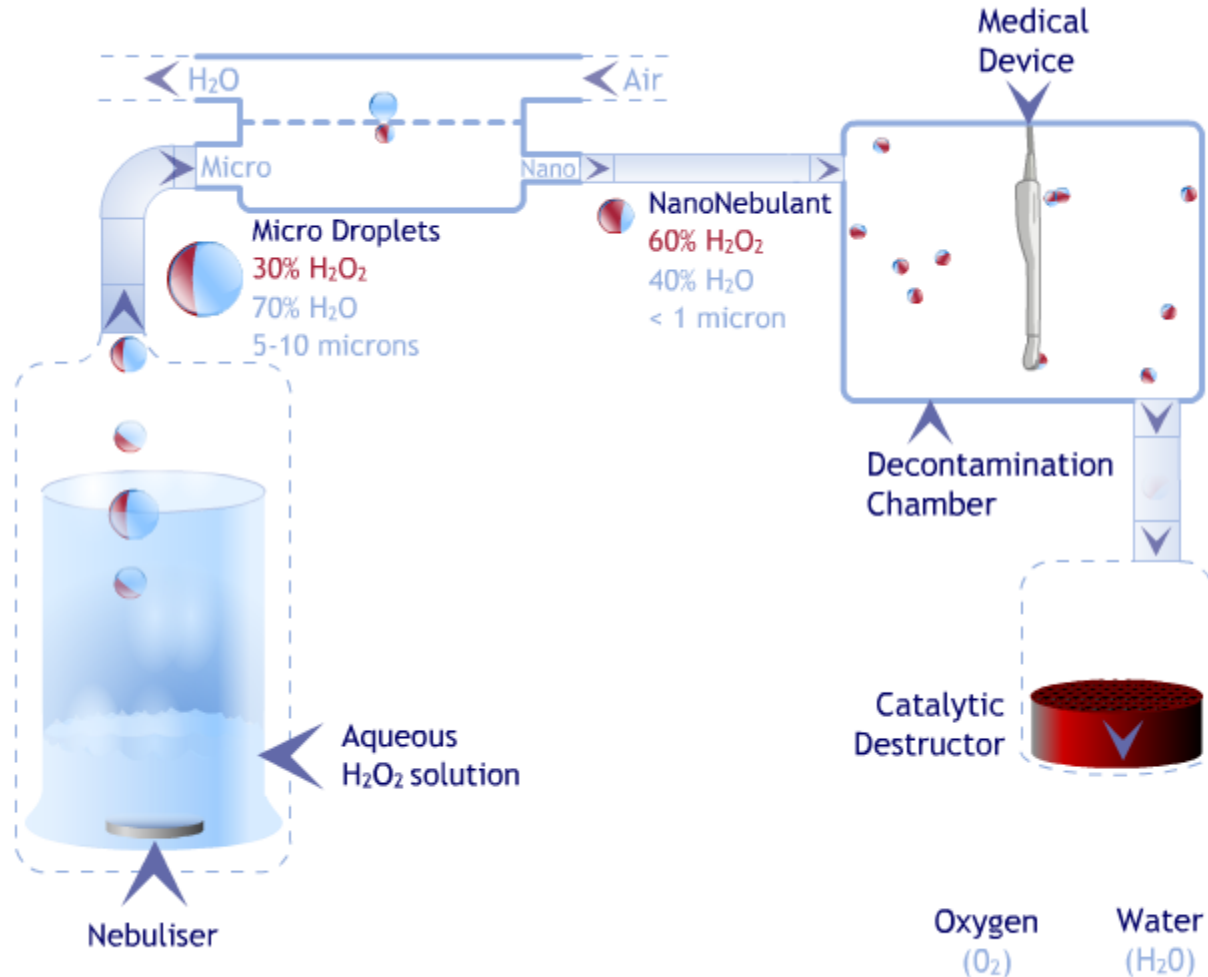 Medical
Device
H₂O
Air
Micro
Nano
Micro Droplets
30% H₂O₂
70% H₂O
5-10 microns
NanoNebulant
60% H₂O₂
40% H₂O
< 1 micron
Decontamination
Chamber
Aqueous
H₂O₂ solution
Catalytic
Destructor
Nebuliser
Oxygen
(O₂)
Water
(H₂O)